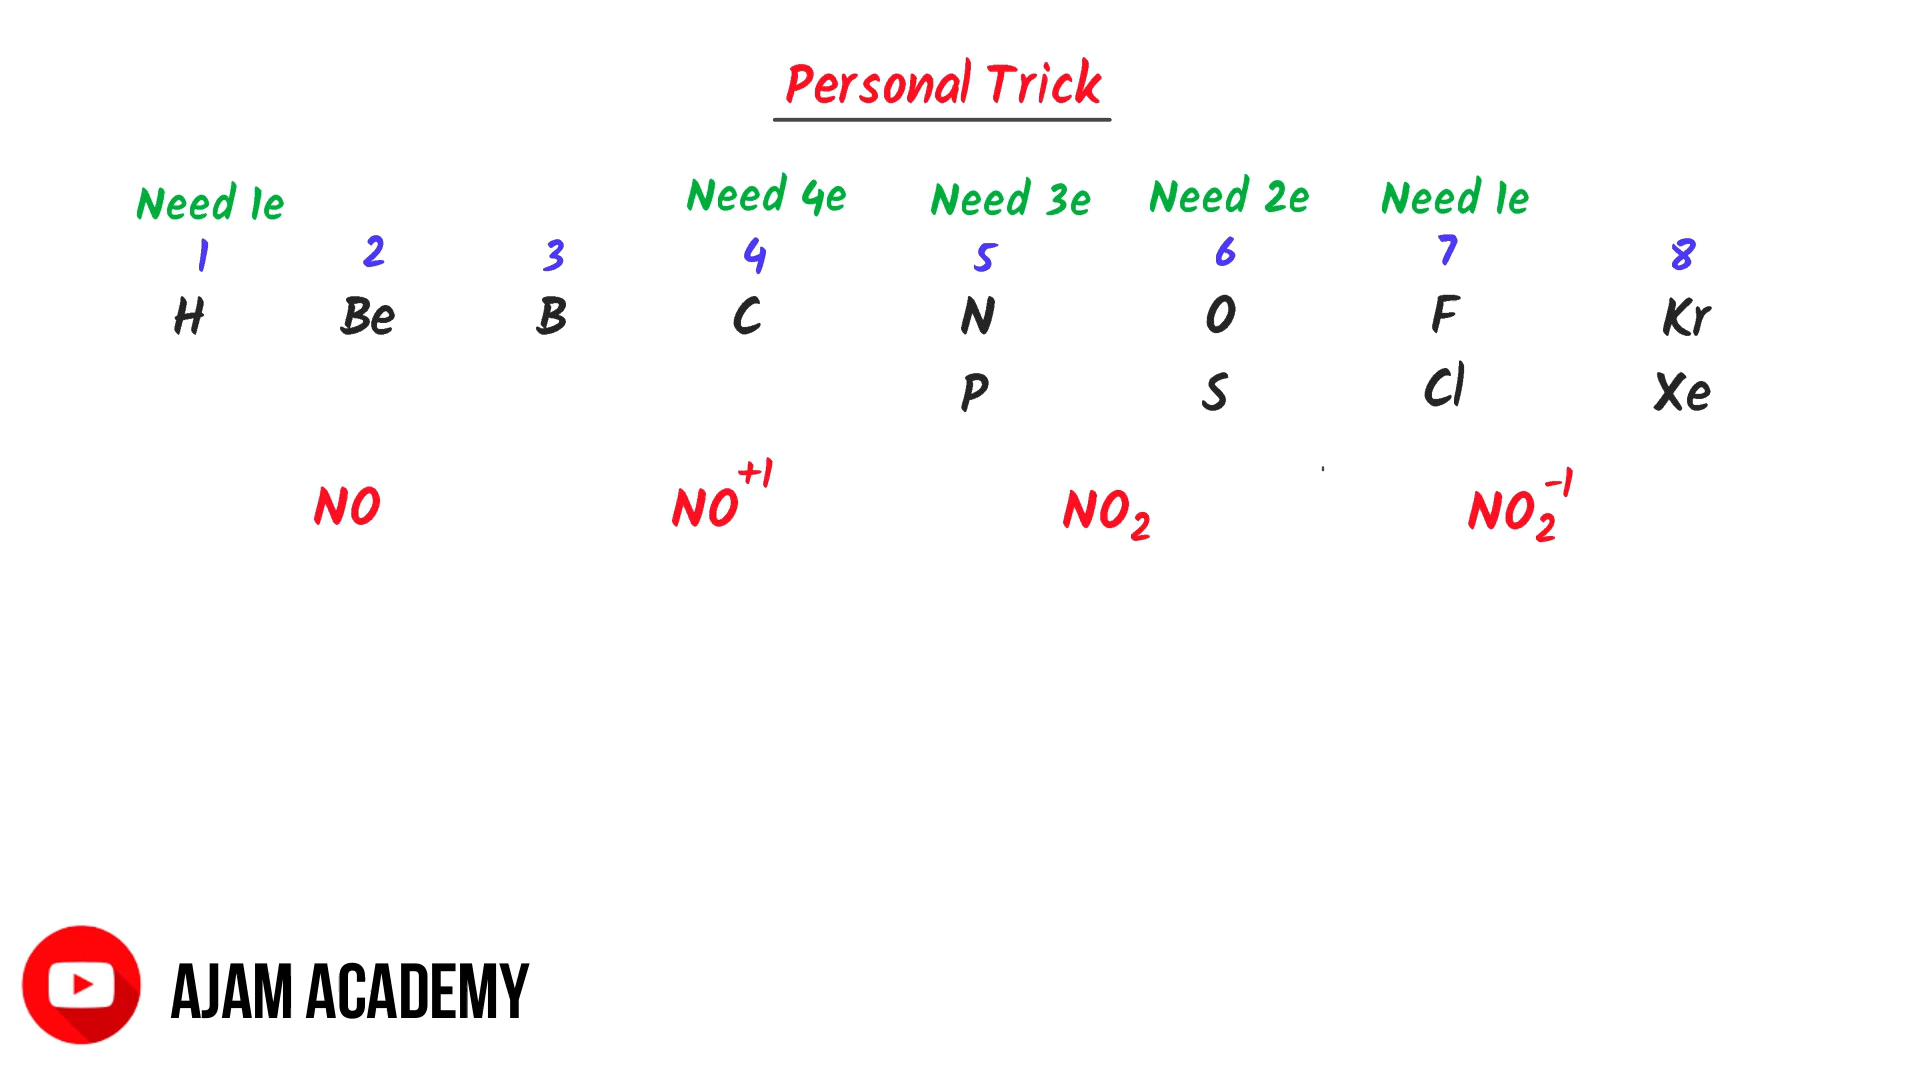 Personal Trick
Need 1e Need 4e Need 3e Need 2e Need 1e
1 2 3 4 5 6 7 8
H Be B C N O F Kr
P S Cl Xe
NO NO⁺¹ NO₂ NO₂⁻¹
AJAM ACADEMY